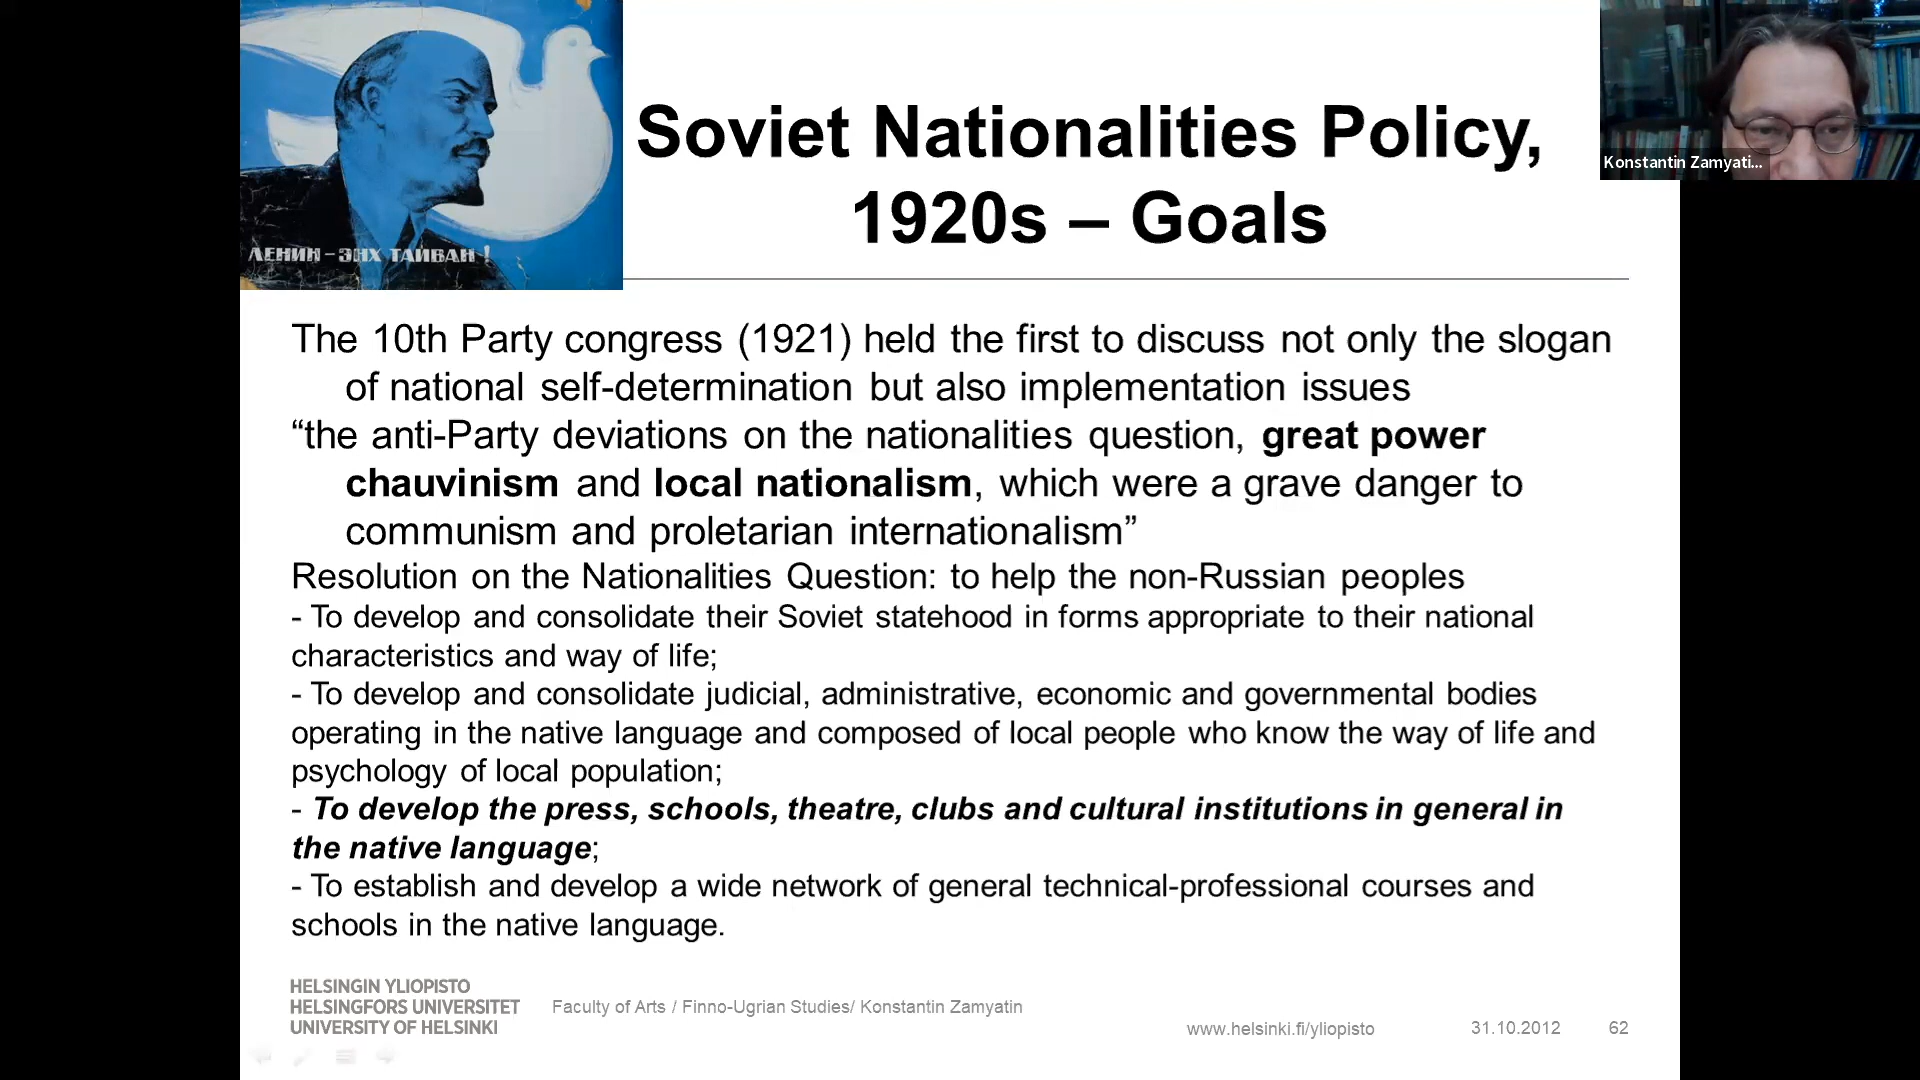 Soviet Nationalities Policy,
1920s – Goals
ЛЕНИН – ЭНХ ТАЙВАН !
Konstantin Zamyati...
The 10th Party congress (1921) held the first to discuss not only the slogan
of national self-determination but also implementation issues
“the anti-Party deviations on the nationalities question, great power
chauvinism and local nationalism, which were a grave danger to
communism and proletarian internationalism”
Resolution on the Nationalities Question: to help the non-Russian peoples
- To develop and consolidate their Soviet statehood in forms appropriate to their national
characteristics and way of life;
- To develop and consolidate judicial, administrative, economic and governmental bodies
operating in the native language and composed of local people who know the way of life and
psychology of local population;
- To develop the press, schools, theatre, clubs and cultural institutions in general in
the native language;
- To establish and develop a wide network of general technical-professional courses and
schools in the native language.
HELSINGIN YLIOPISTO
HELSINGFORS UNIVERSITET
UNIVERSITY OF HELSINKI
Faculty of Arts / Finno-Ugrian Studies/ Konstantin Zamyatin
www.helsinki.fi/yliopisto
31.10.2012
62